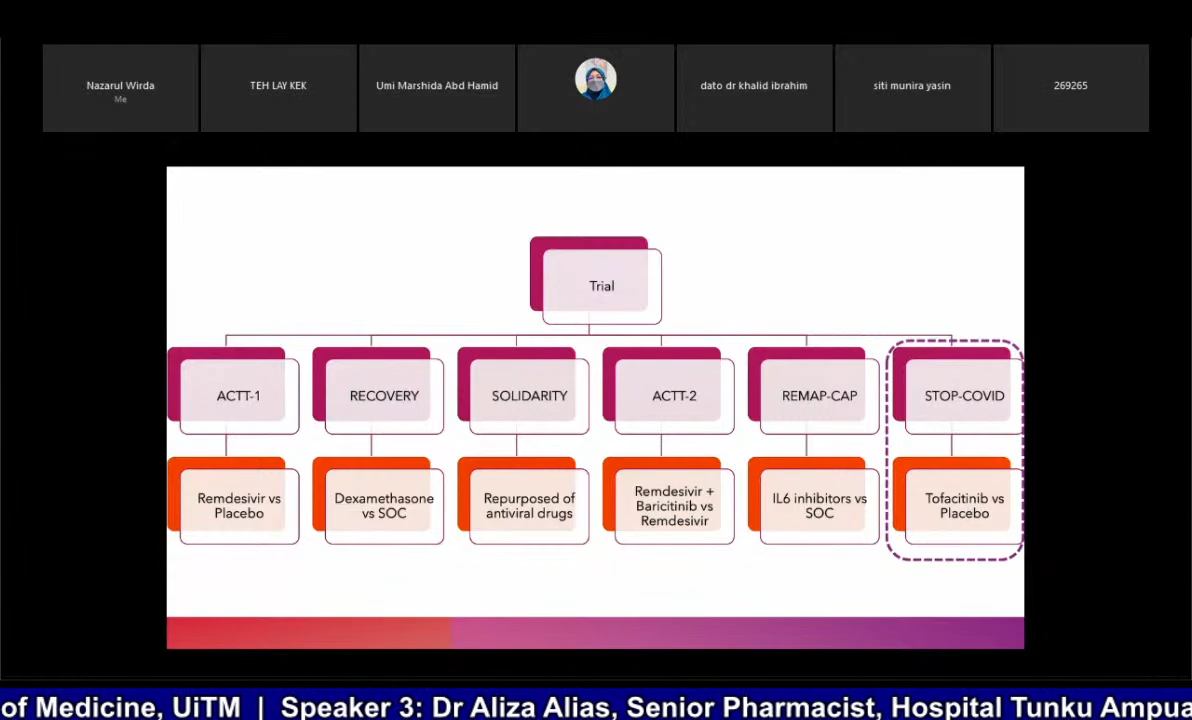 Nazarul Wirda
Me
TEH LAY KEK
Umi Marshida Abd Hamid
dato dr khalid ibrahim
siti munira yasin
269265
Trial
ACTT-1
RECOVERY
SOLIDARITY
ACTT-2
REMAP-CAP
STOP-COVID
Remdesivir vs
Placebo
Dexamethasone
vs SOC
Repurposed of
antiviral drugs
Remdesivir +
Baricitinib vs
Remdesivir
IL6 inhibitors vs
SOC
Tofacitinib vs
Placebo
of Medicine, UiTM | Speaker 3: Dr Aliza Alias, Senior Pharmacist, Hospital Tunku Ampua